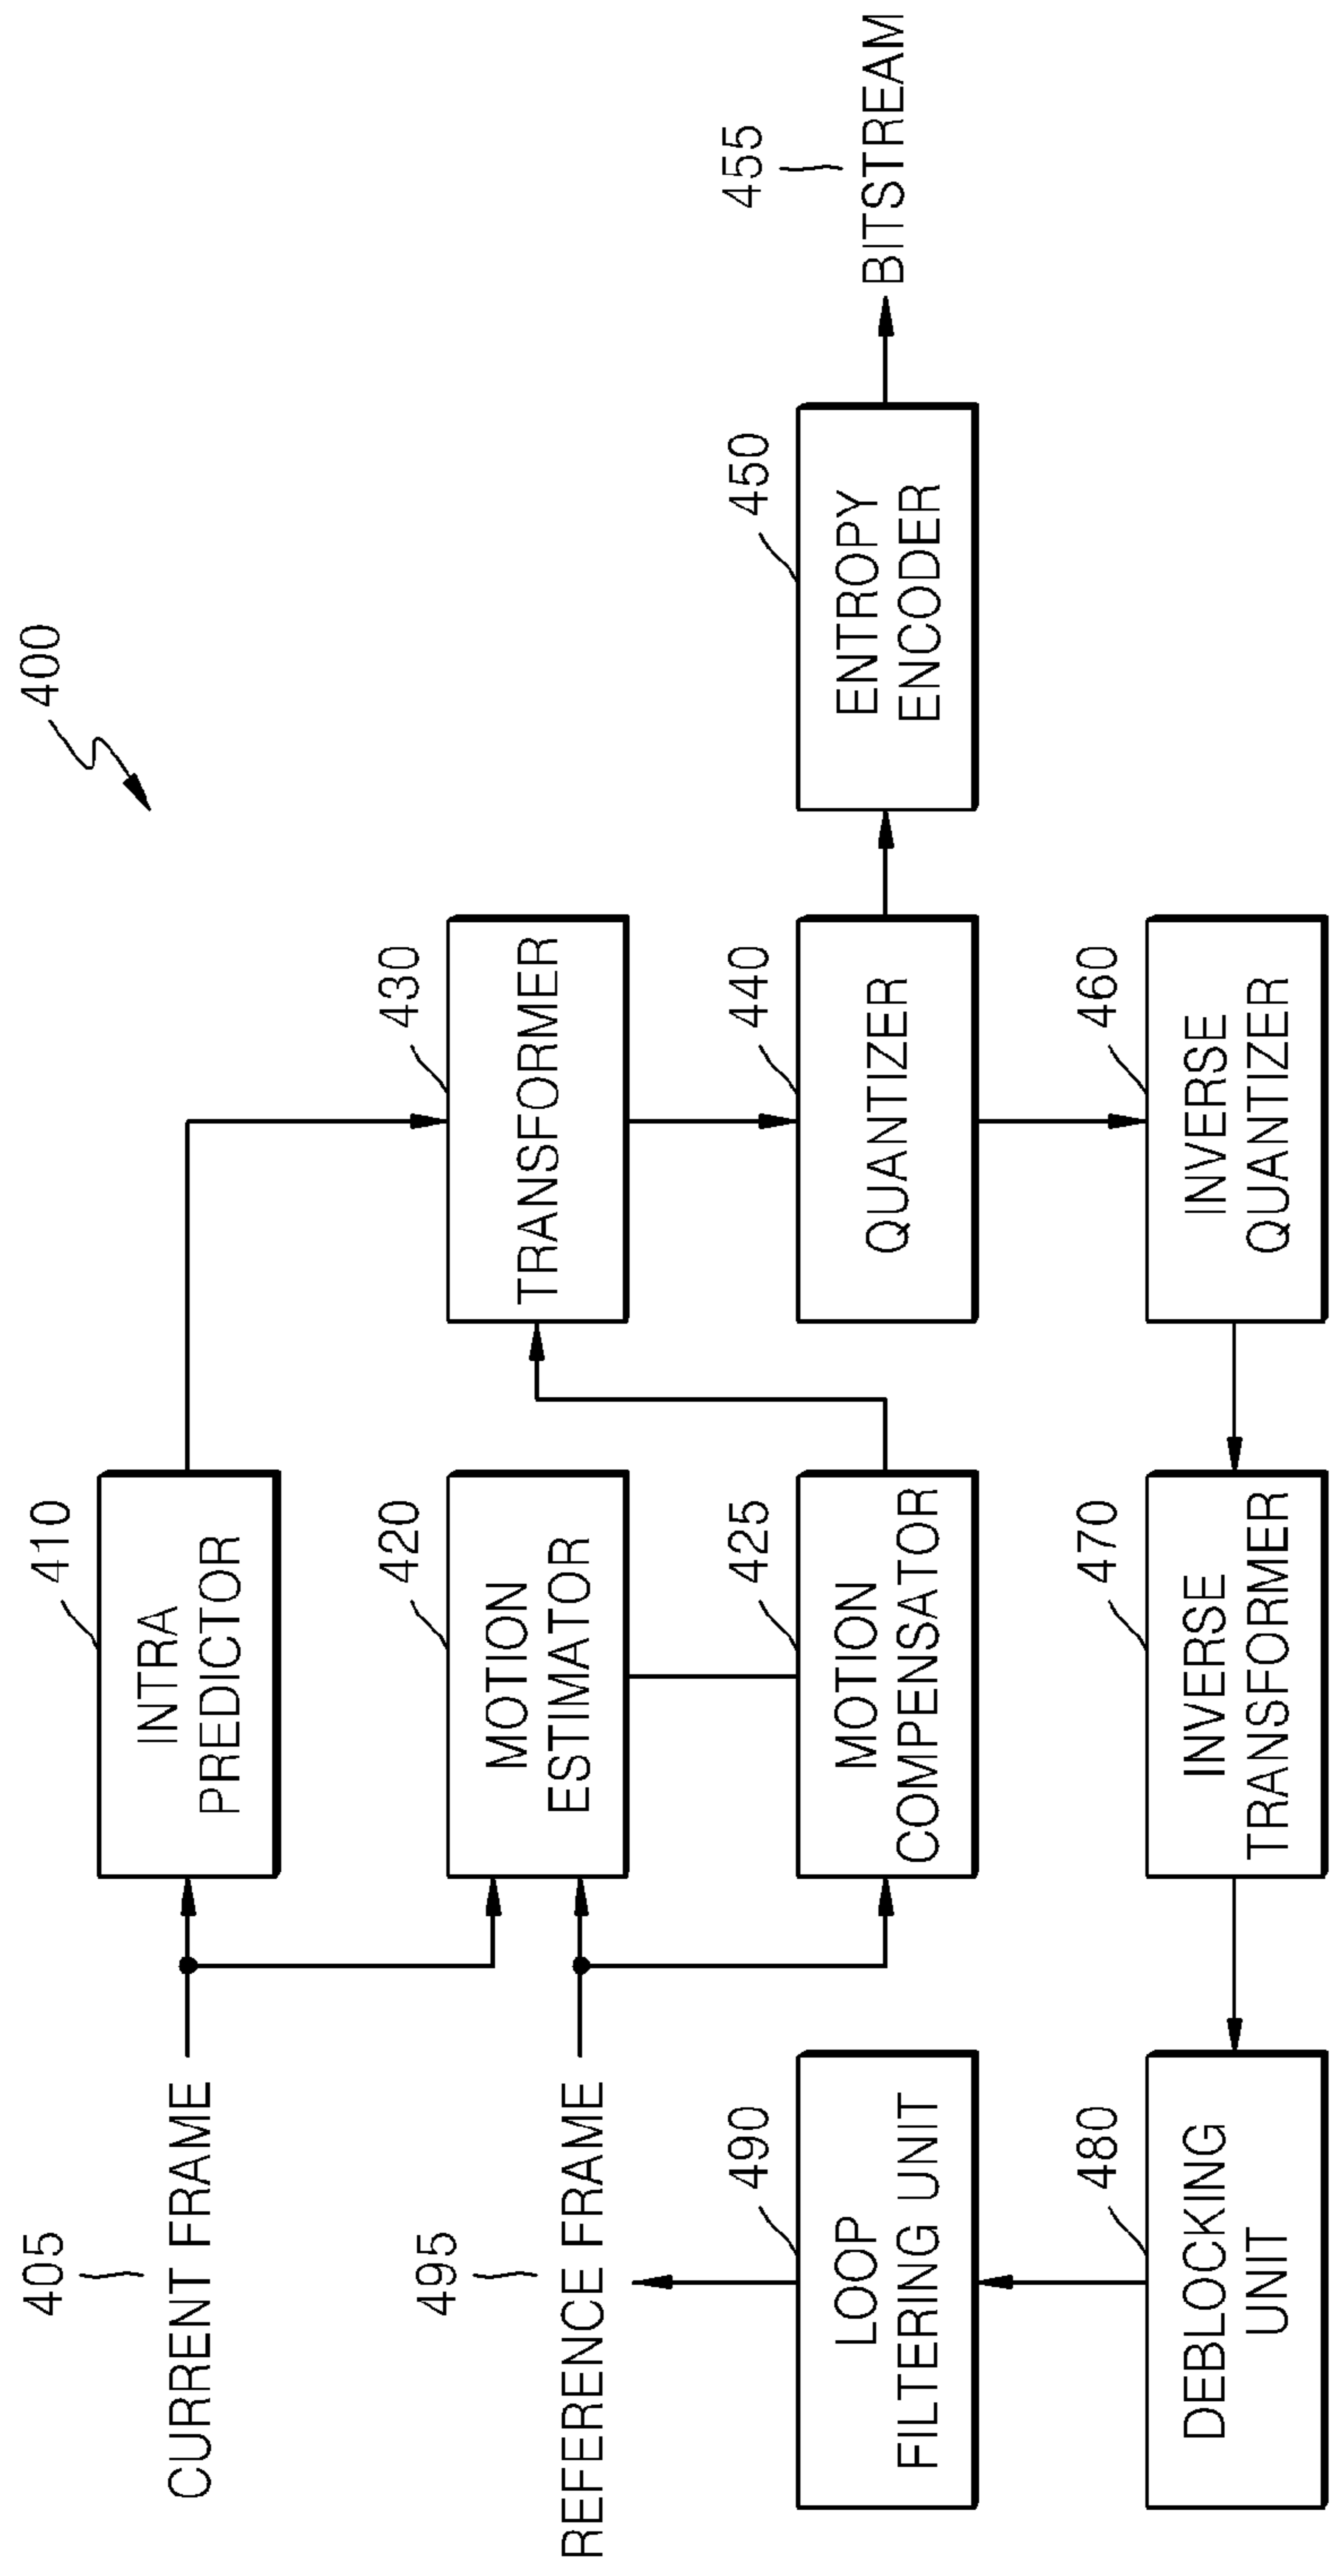 400
405
CURRENT FRAME
410
INTRA
PREDICTOR
495
REFERENCE FRAME
420
MOTION
ESTIMATOR
430
TRANSFORMER
490
LOOP
FILTERING UNIT
425
MOTION
COMPENSATOR
440
QUANTIZER
450
ENTROPY
ENCODER
455
BITSTREAM
480
DEBLOCKING
UNIT
470
INVERSE
TRANSFORMER
460
INVERSE
QUANTIZER